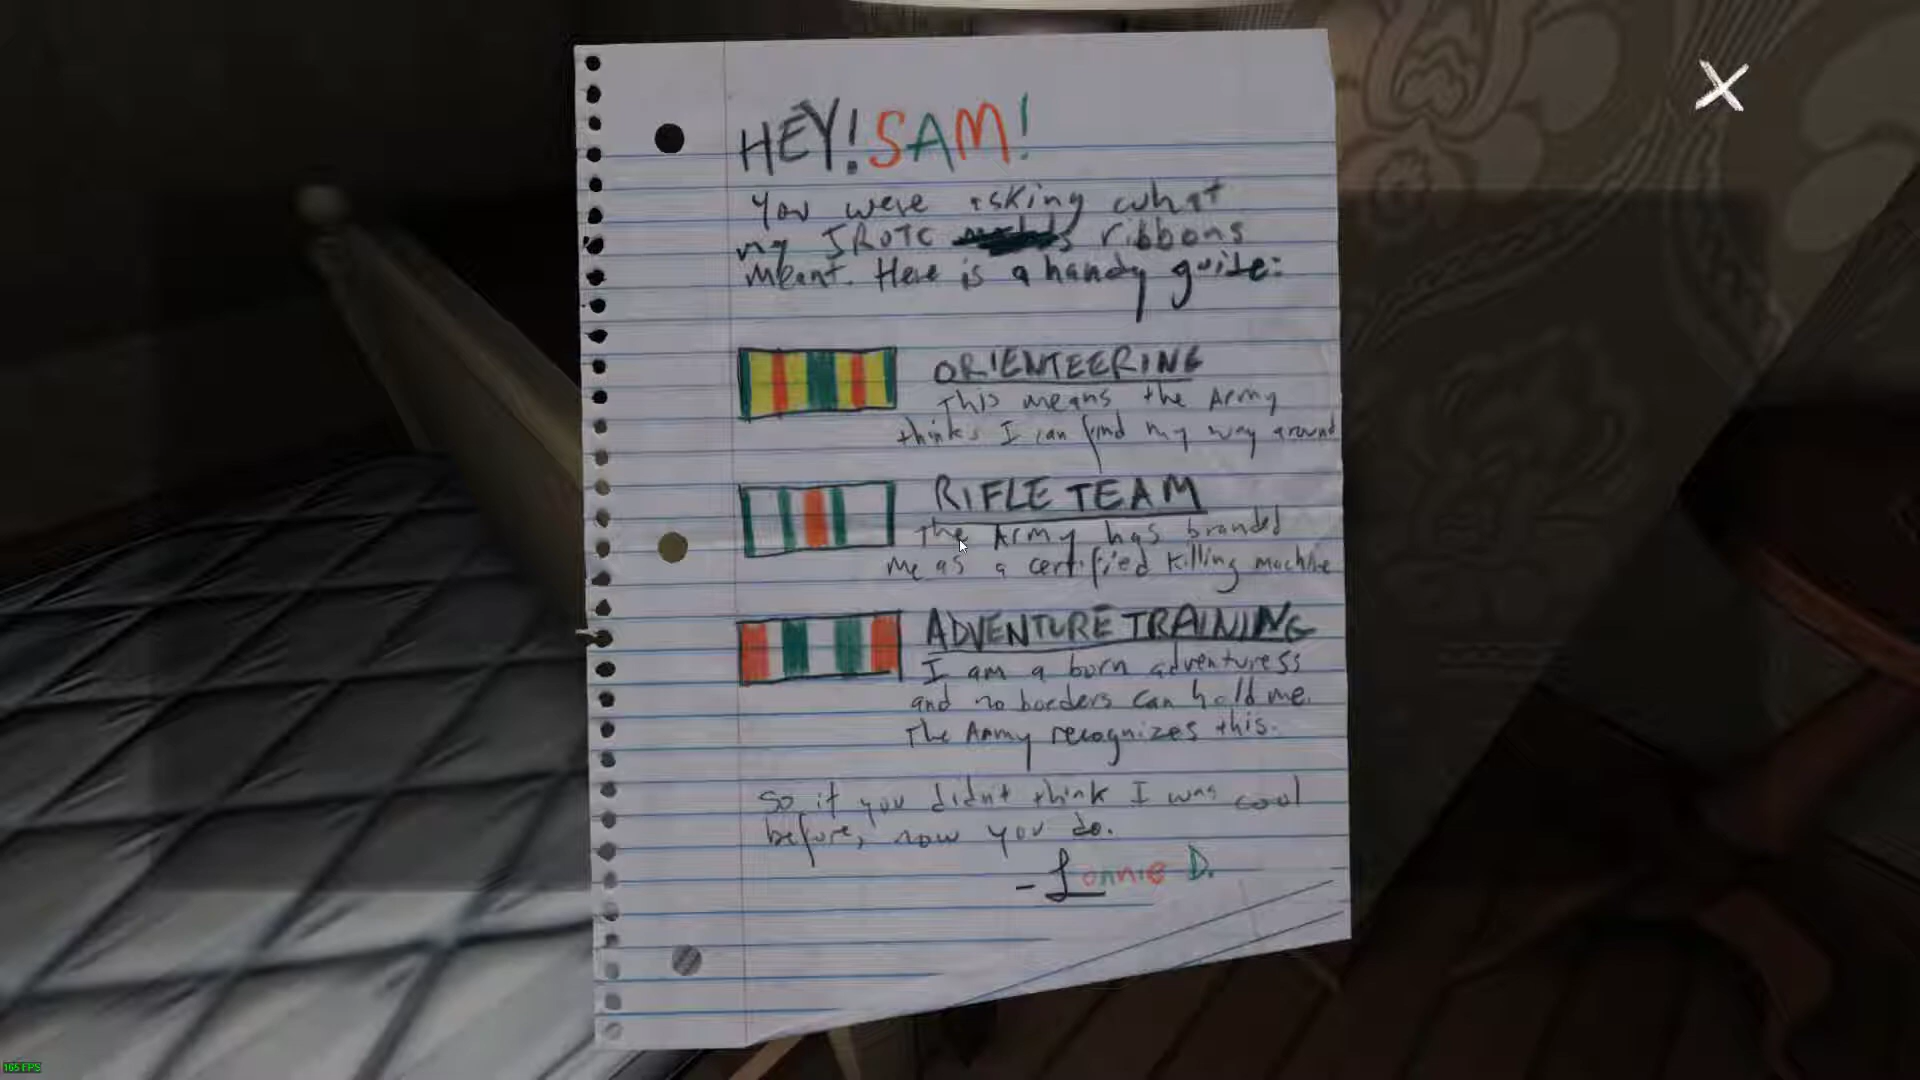 HEY! SAM!
You were asking what
my JROTC ribbons
meant. Here is a handy guide:
ORIENTEERING
This means the Army
thinks I can find my way around
RIFLE TEAM
The Army has branded
me as a certified killing machine
ADVENTURE TRAINING
I am a born adventuress
and no borders can hold me.
The Army recognizes this.
So if you didn't think I was cool
before, now you do.
- Lonnie D.
165 FPS